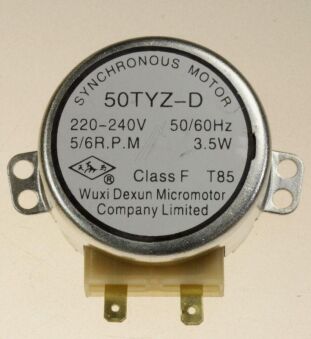 SYNCHRONOUS MOTOR
50TYZ-D
220-240V 50/60Hz
5/6R.P.M 3.5W
®
Class F T85
Wuxi Dexun Micromotor
Company Limited